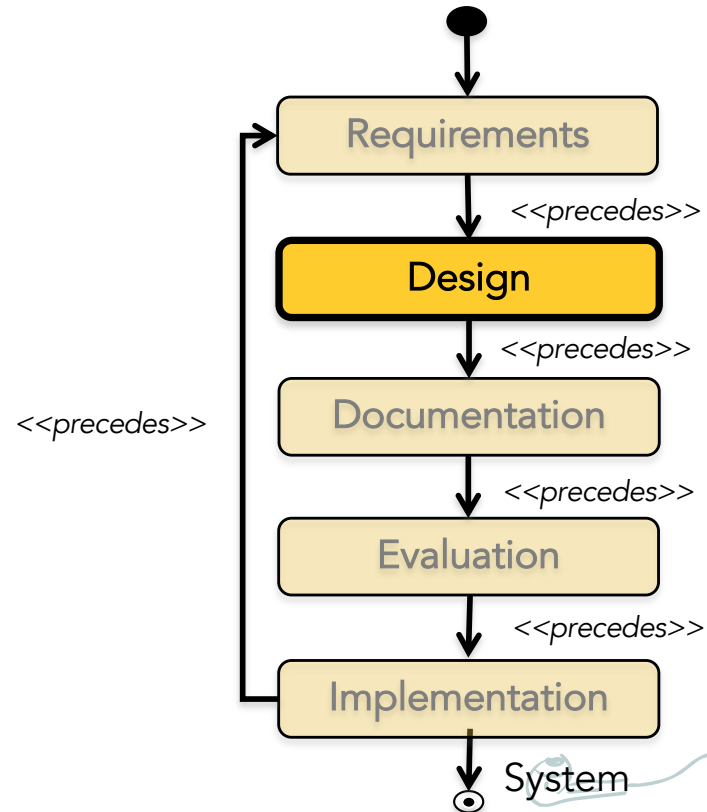 Requirements
<<precedes>>
Design
<<precedes>>
Documentation
<<precedes>>
<<precedes>>
Evaluation
<<precedes>>
Implementation
System